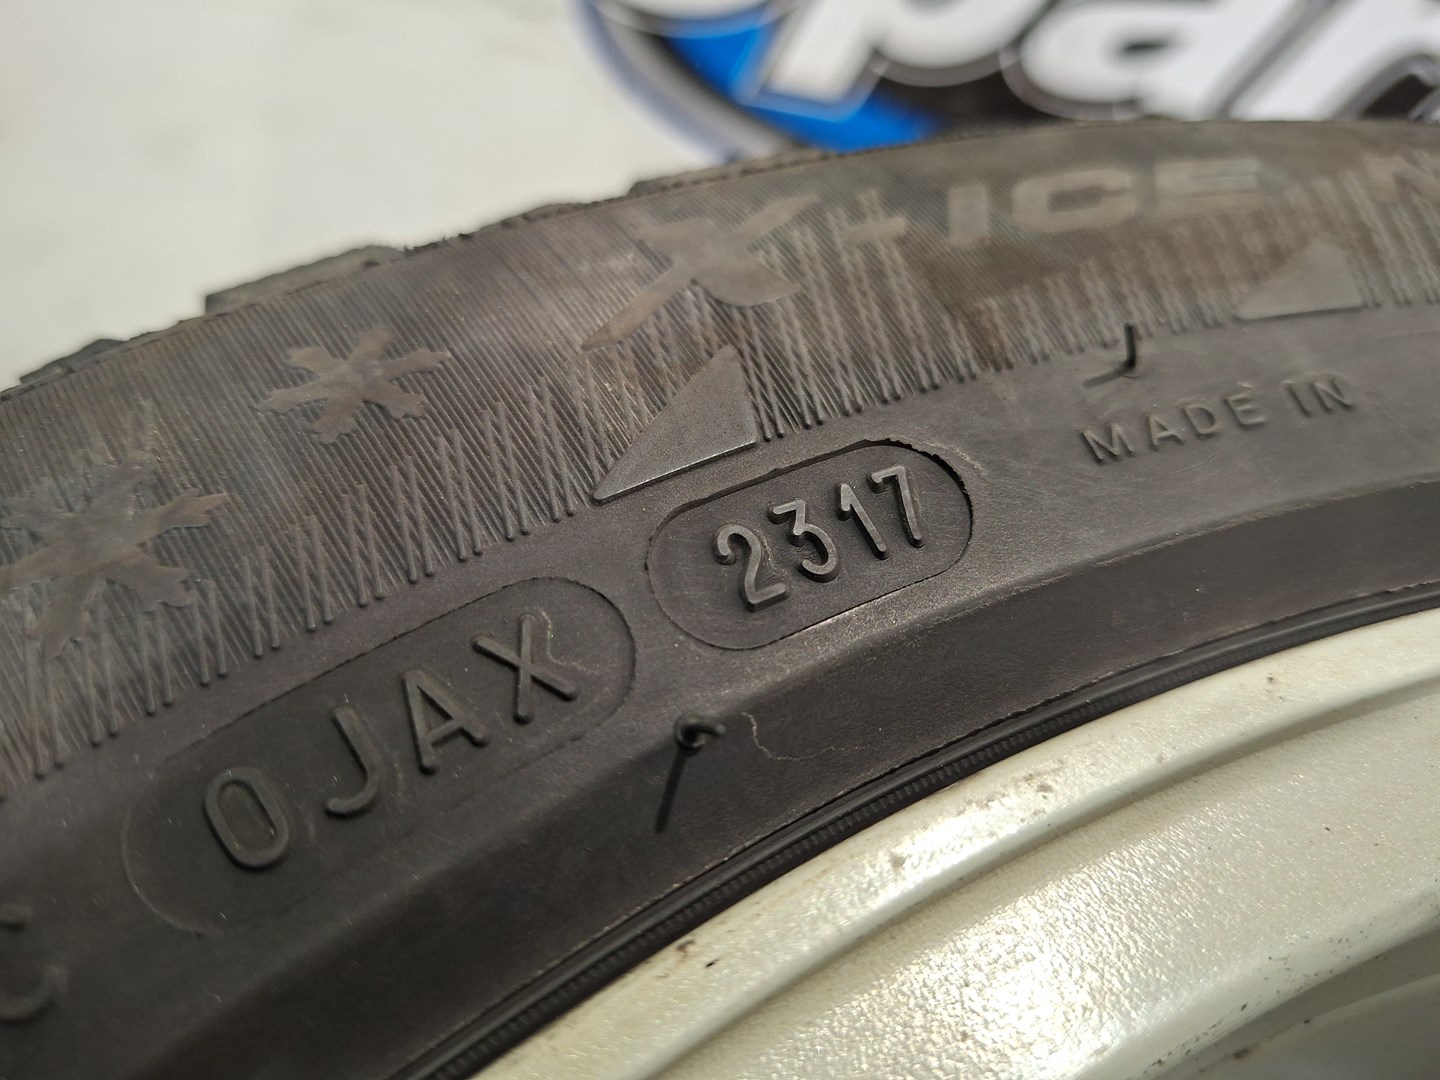 X-ICE
MADE IN
2317
0JAX